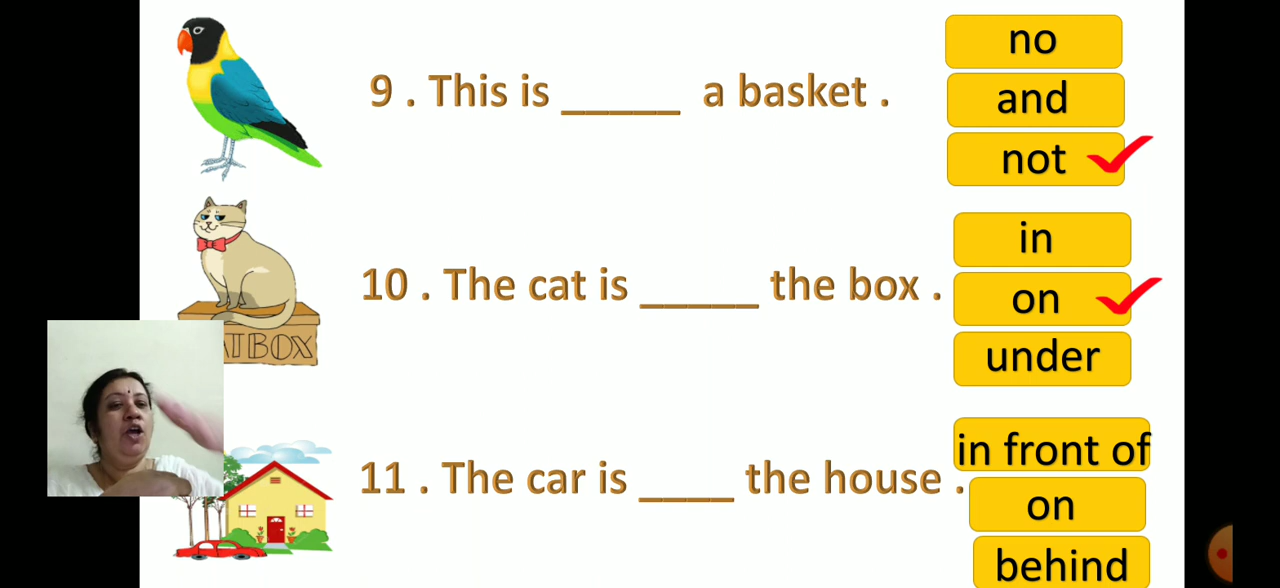 9 . This is _____ a basket .
no
and
not
10 . The cat is _____ the box .
in
on
under
ATBOX
11 . The car is ____ the house .
in front of
on
behind